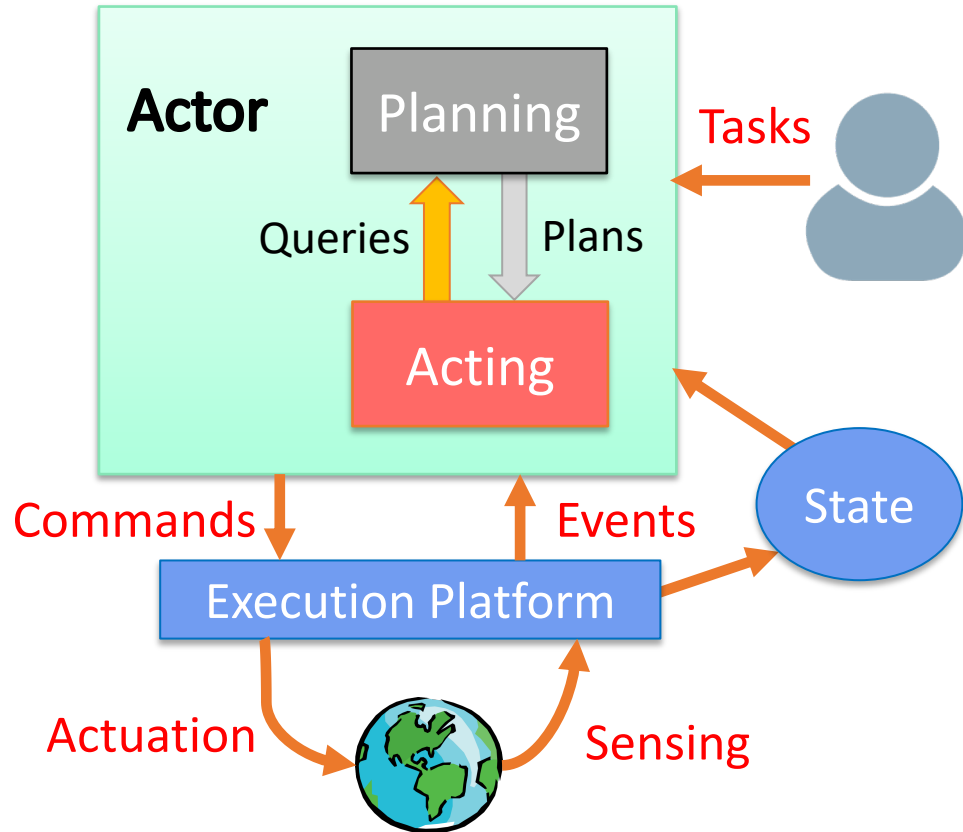 Actor
Planning
Tasks
Queries
Plans
Acting
State
Commands
Events
Execution Platform
Actuation
Sensing